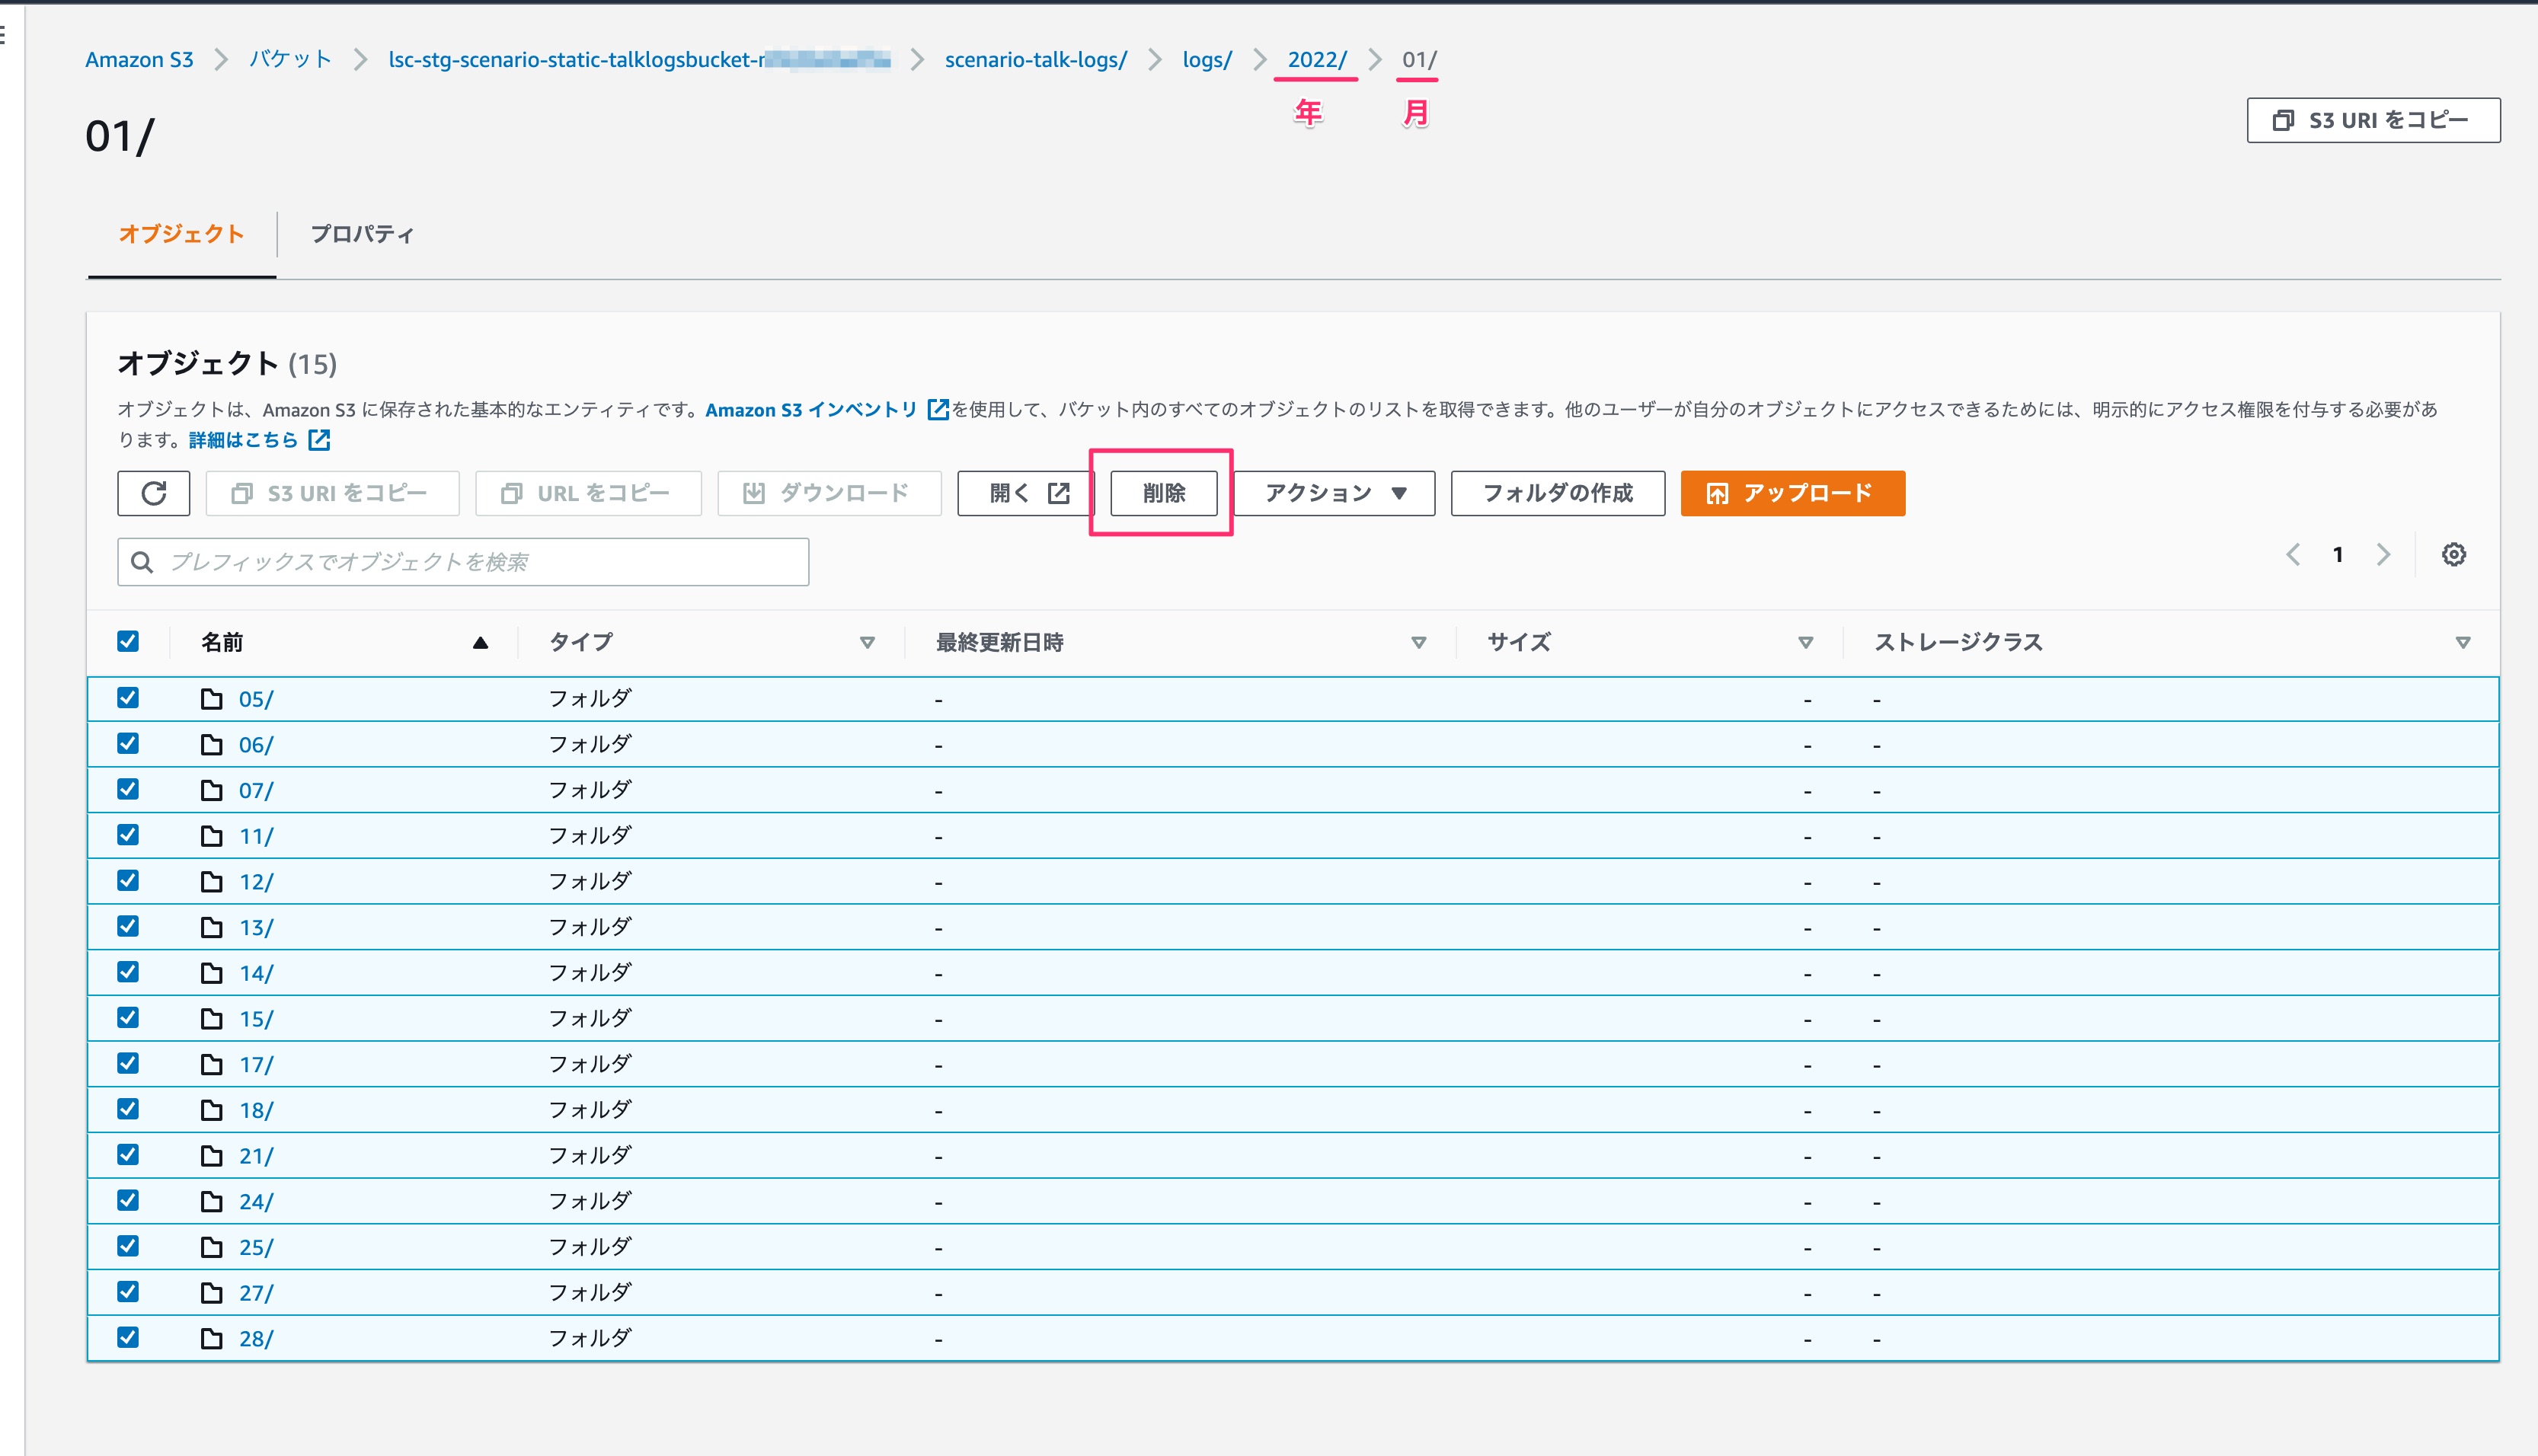 Amazon S3 バケット lsc-stg-scenario-static-talklogsbucket- scenario-talk-logs/ logs/ 2022/ 01/
年 月
01/
S3 URI をコピー
オブジェクト プロパティ
オブジェクト (15)
オブジェクトは、Amazon S3 に保存された基本的なエンティティです。Amazon S3 インベントリ を使用して、バケット内のすべてのオブジェクトのリストを取得できます。他のユーザーが自分のオブジェクトにアクセスできるためには、明示的にアクセス権限を付与する必要があ
ります。詳細はこちら
S3 URI をコピー URL をコピー ダウンロード 開く 削除 アクション フォルダの作成 アップロード
プレフィックスでオブジェクトを検索 1
名前 タイプ 最終更新日時 サイズ ストレージクラス
05/ フォルダ - - -
06/ フォルダ - - -
07/ フォルダ - - -
11/ フォルダ - - -
12/ フォルダ - - -
13/ フォルダ - - -
14/ フォルダ - - -
15/ フォルダ - - -
17/ フォルダ - - -
18/ フォルダ - - -
21/ フォルダ - - -
24/ フォルダ - - -
25/ フォルダ - - -
27/ フォルダ - - -
28/ フォルダ - - -